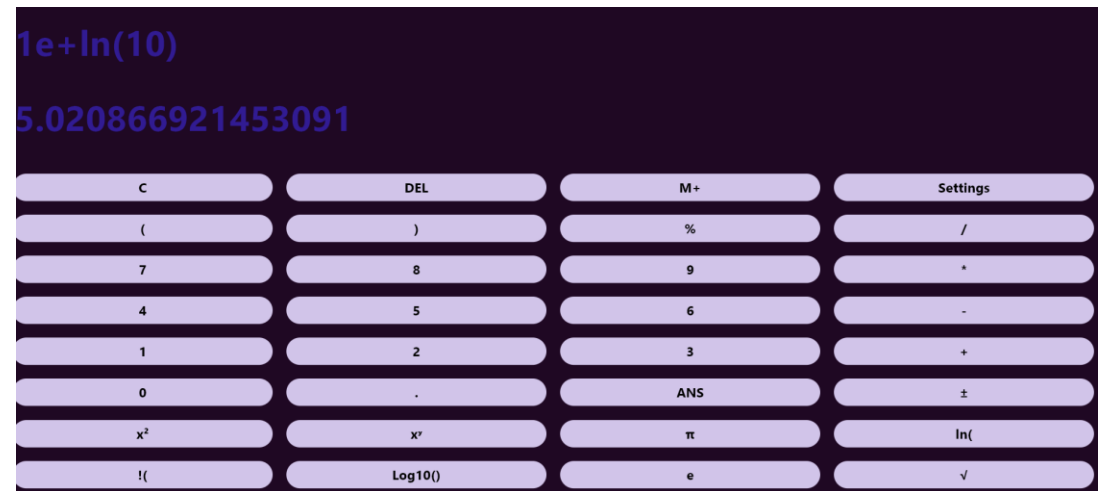 1e+ln(10)
5.020866921453091
C DEL M+ Settings
( ) % /
7 8 9 *
4 5 6 -
1 2 3 +
0 . ANS ±
x² xʸ π ln(
!( Log10() e √